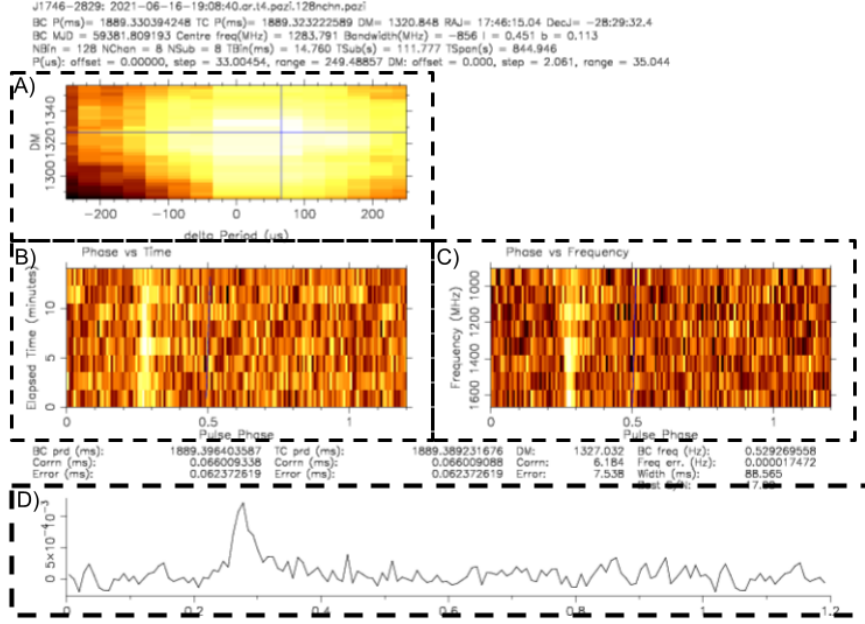 J1746-2829: 2021-06-16-19:08:40.ar.t4.pazi.128nchn.pazi
BC P(ms)= 1889.330394248 TC P(ms)= 1889.323222589 DM= 1320.848 RAJ= 17:46:15.04 DecJ= -28:29:32.4
BC MJD = 59381.809193 Centre freq(MHz) = 1283.791 Bandwidth(MHz) = -856 l = 0.451 b = 0.113
NBin = 128 NChan = 8 NSub = 8 TBin(ms) = 14.760 TSub(s) = 111.777 TSpan(s) = 844.946
P(us): offset = 0.00000, step = 33.00454, range = 249.48857 DM: offset = 0.000, step = 2.061, range = 35.044
A)
DM
1300 1320 1340
-200 -100 0 100 200
delta Period (us)
B) Phase vs Time
Elapsed Time (minutes)
0 5 10
0 0.5 1
Pulse Phase
C) Phase vs Frequency
Frequency (MHz)
1600 1400 1200 1000
0 0.5 1
Pulse Phase
BC prd (ms): 1889.396403587 TC prd (ms): 1889.389231676 DM: 1327.032 BC freq (Hz): 0.529269558
Corrn (ms): 0.066009338 Corrn (ms): 0.066009088 Corrn: 6.184 Freq err. (Hz): 0.000017472
Error (ms): 0.062372619 Error (ms): 0.062372619 Error: 7.538 Width (ms): 88.565
D)
0 5×10⁻⁴ 10⁻³
0 0.2 0.4 0.6 0.8 1 1.2